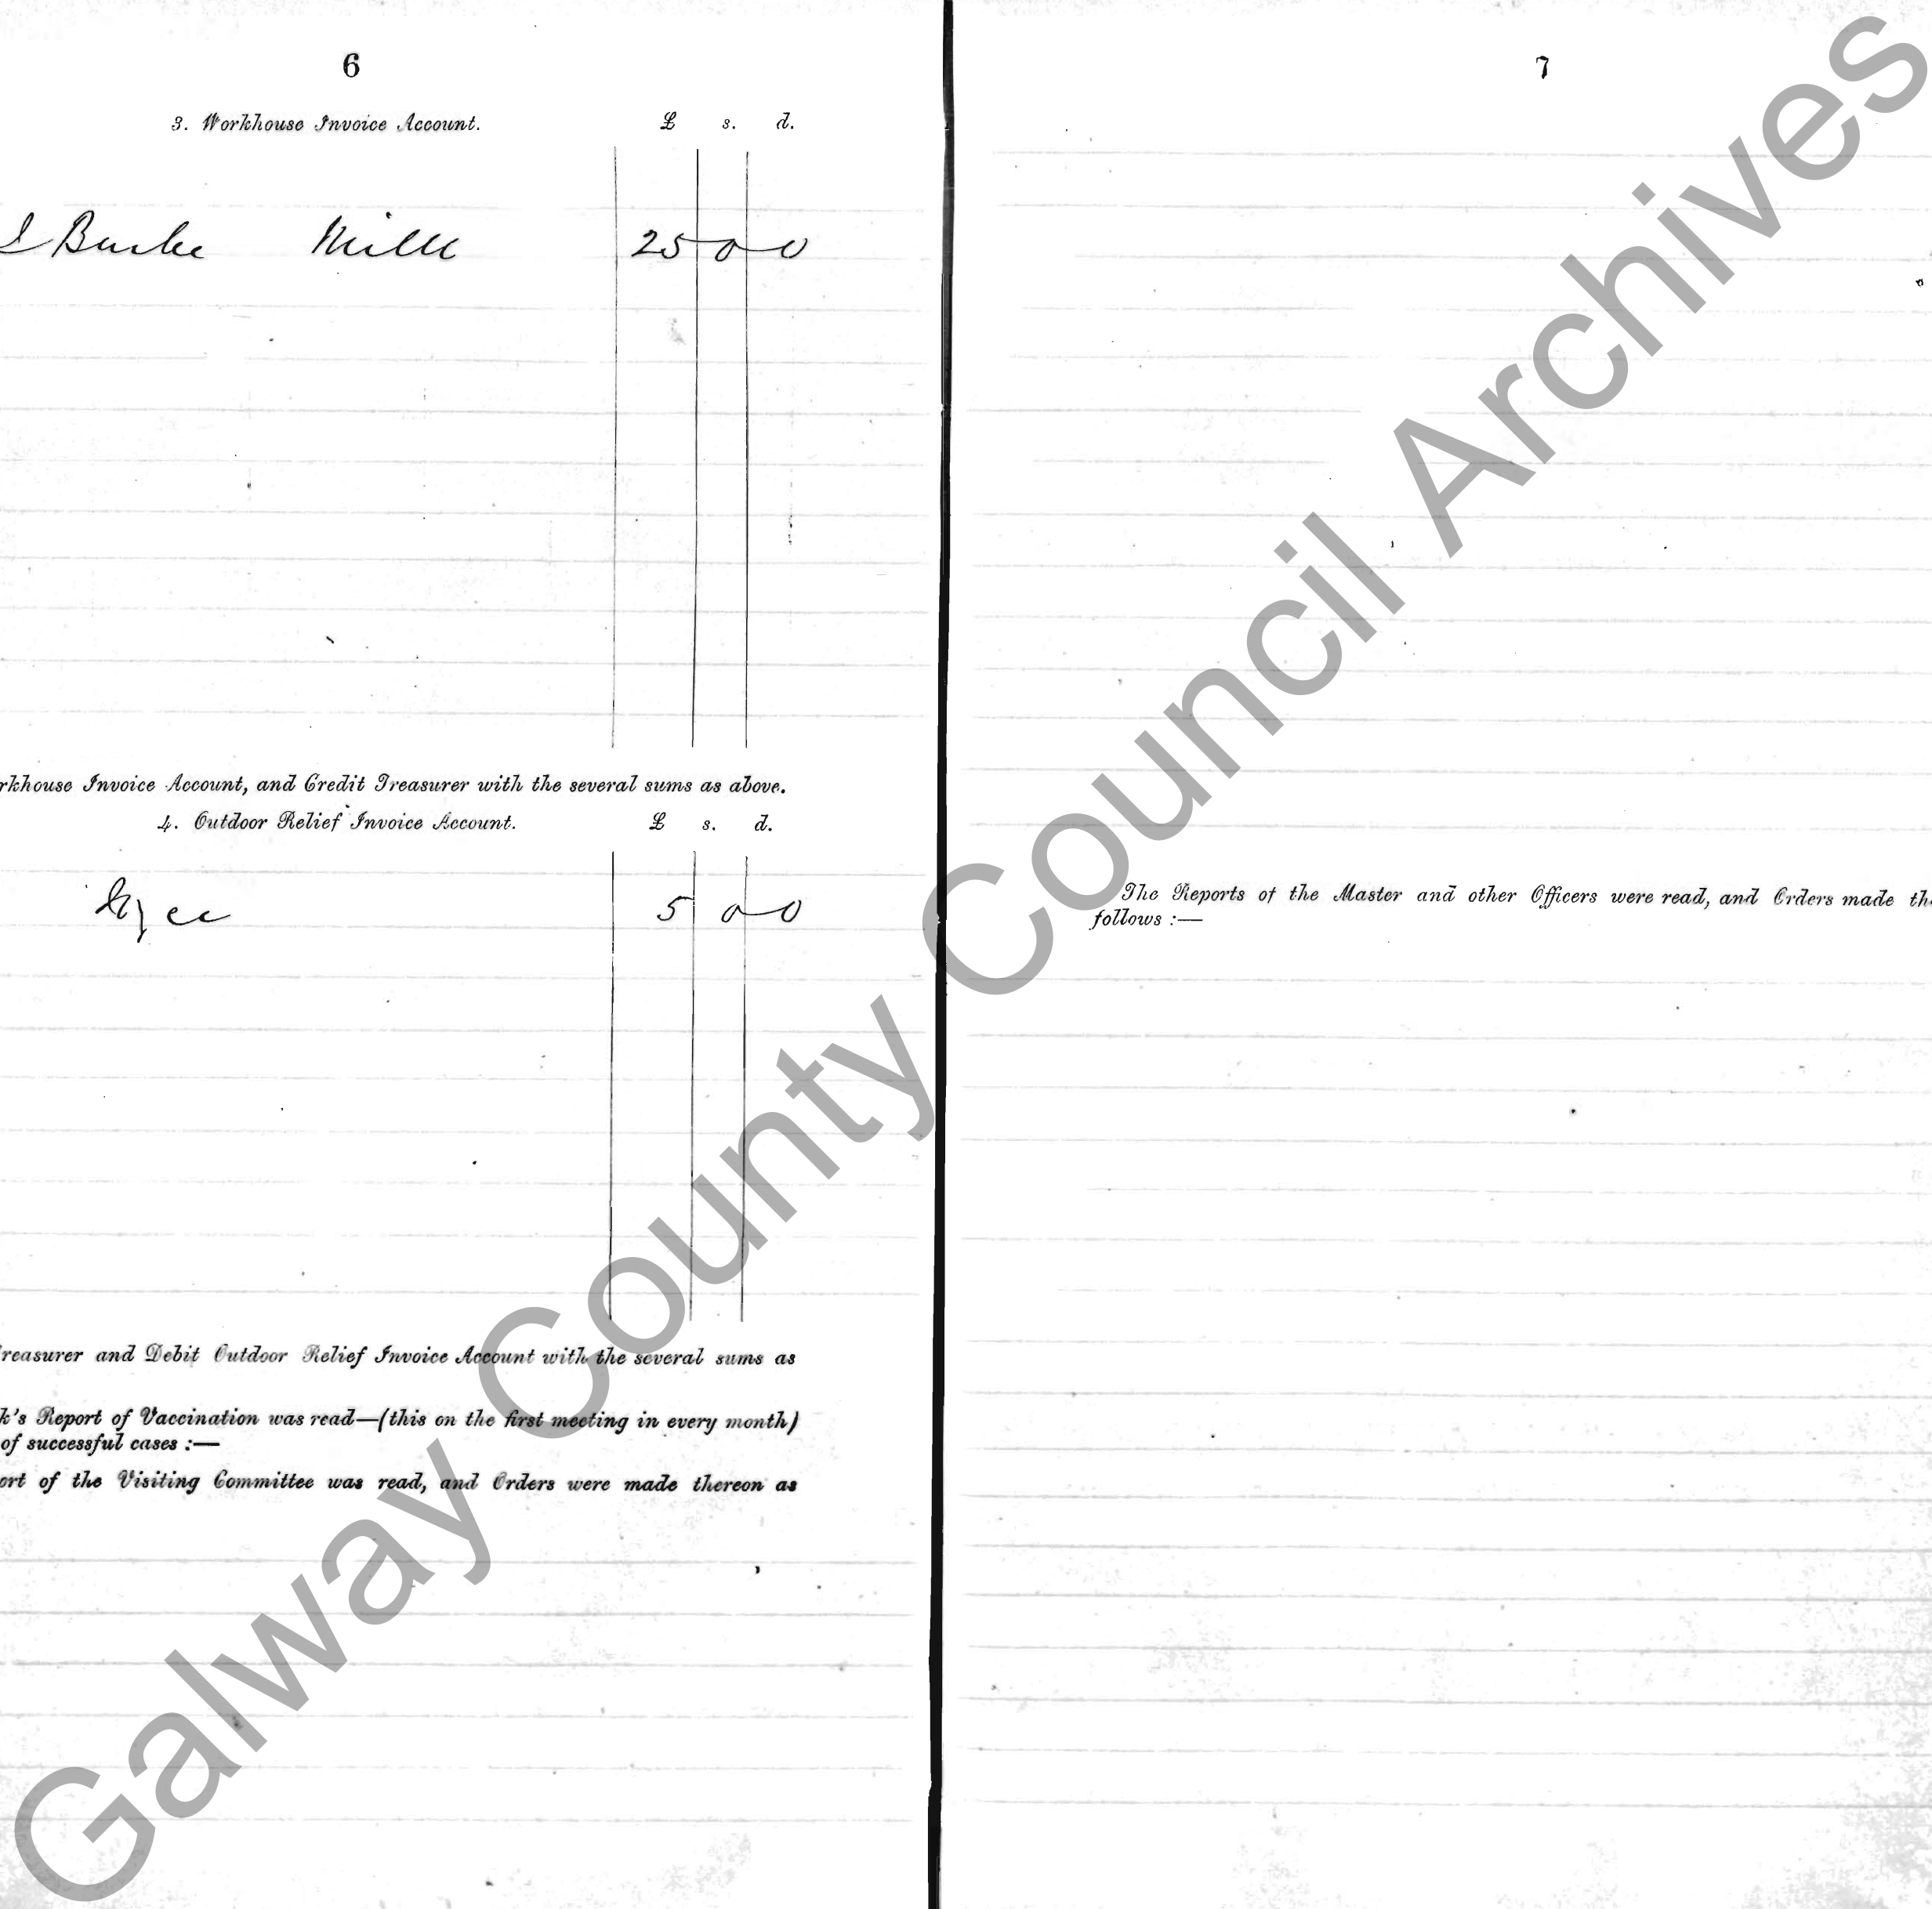 6
3. Workhouse Invoice Account. £ s. d.
Burke Milk 25 0 0
rkhouse Invoice Account, and Credit Treasurer with the several sums as above.
4. Outdoor Relief Invoice Account. £ s. d.
5 0 0
reasurer and Debit Outdoor Relief Invoice Account with the several sums as
k's Report of Vaccination was read—(this on the first meeting in every month)
of successful cases :—
ort of the Visiting Committee was read, and Orders were made thereon as
7
The Reports of the Master and other Officers were read, and Orders made th
follows :—
Galway County Council Archives